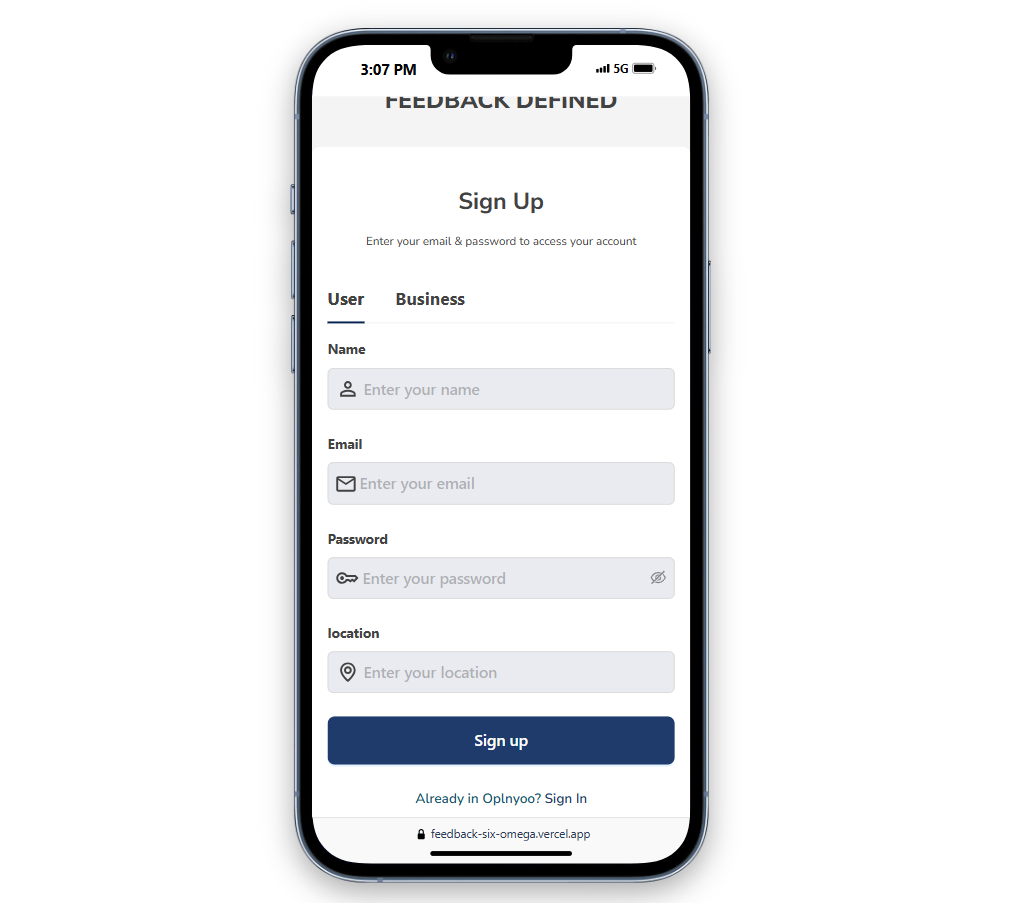 3:07 PM 5G
FEEDBACK DEFINED
Sign Up
Enter your email & password to access your account
User Business
Name
Enter your name
Email
Enter your email
Password
Enter your password
location
Enter your location
Sign up
Already in Oplnyoo? Sign In
feedback-six-omega.vercel.app